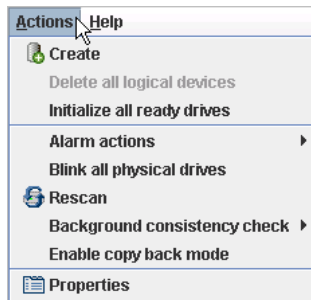 Actions Help
Create
Delete all logical devices
Initialize all ready drives
Alarm actions
Blink all physical drives
Rescan
Background consistency check
Enable copy back mode
Properties